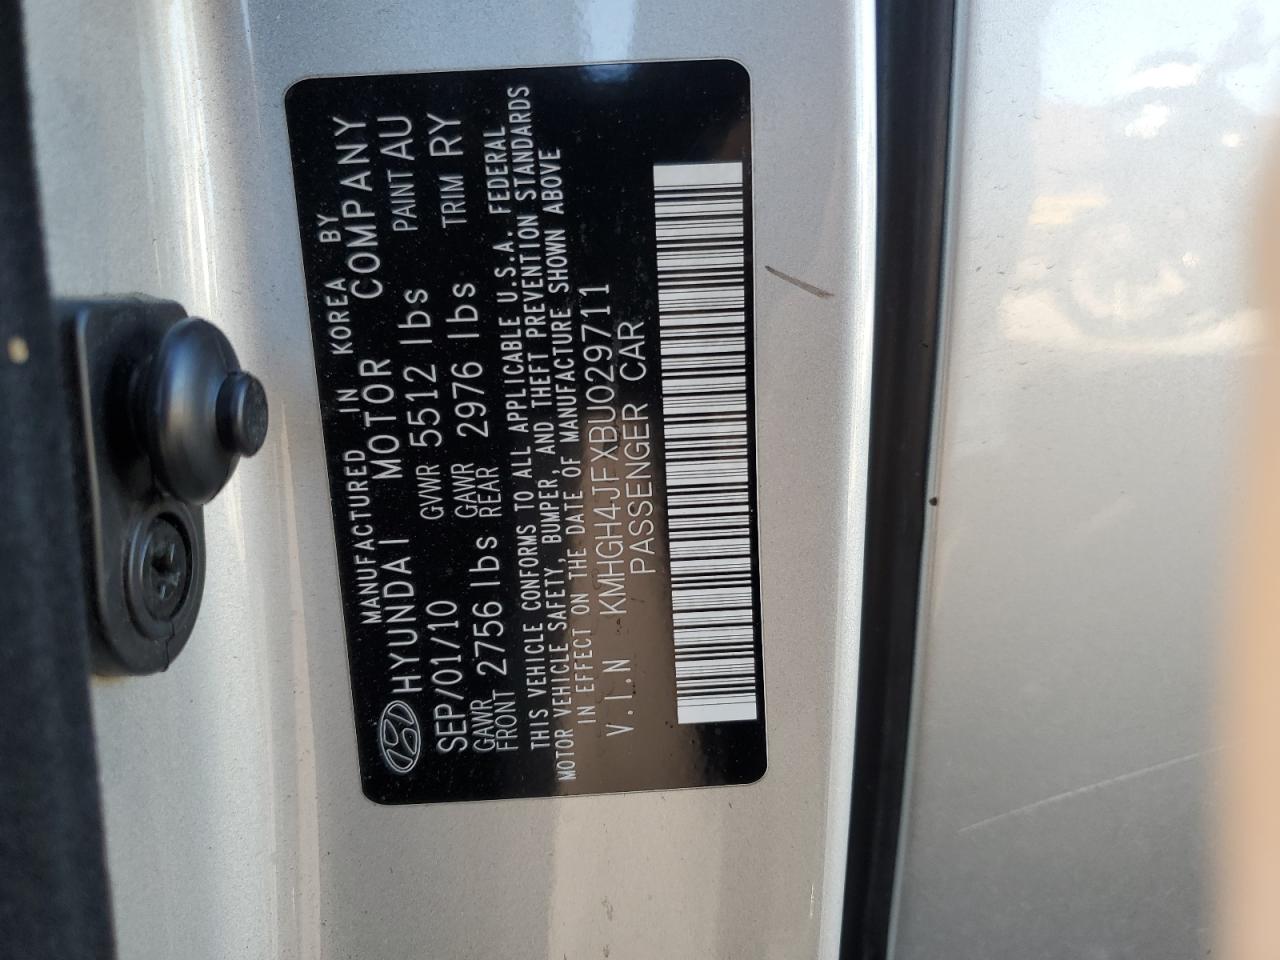 MANUFACTURED IN KOREA BY
HYUNDAI MOTOR COMPANY
SEP/01/10 GVWR 5512 lbs PAINT AU
GAWR FRONT 2756 lbs GAWR REAR 2976 lbs TRIM RY
THIS VEHICLE CONFORMS TO ALL APPLICABLE U.S.A. FEDERAL
MOTOR VEHICLE SAFETY, BUMPER, AND THEFT PREVENTION STANDARDS
IN EFFECT ON THE DATE OF MANUFACTURE SHOWN ABOVE
V.I.N KMHGH4JFXBU029711
PASSENGER CAR